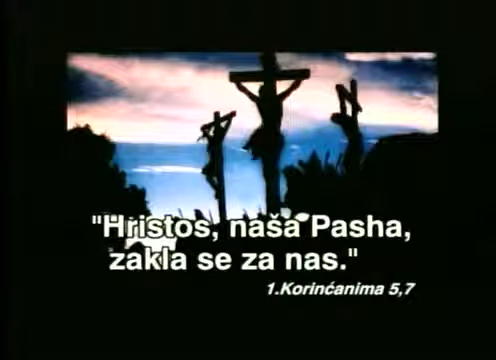 "Hristos, naša Pasha,
zakla se za nas."
1.Korinćanima 5,7